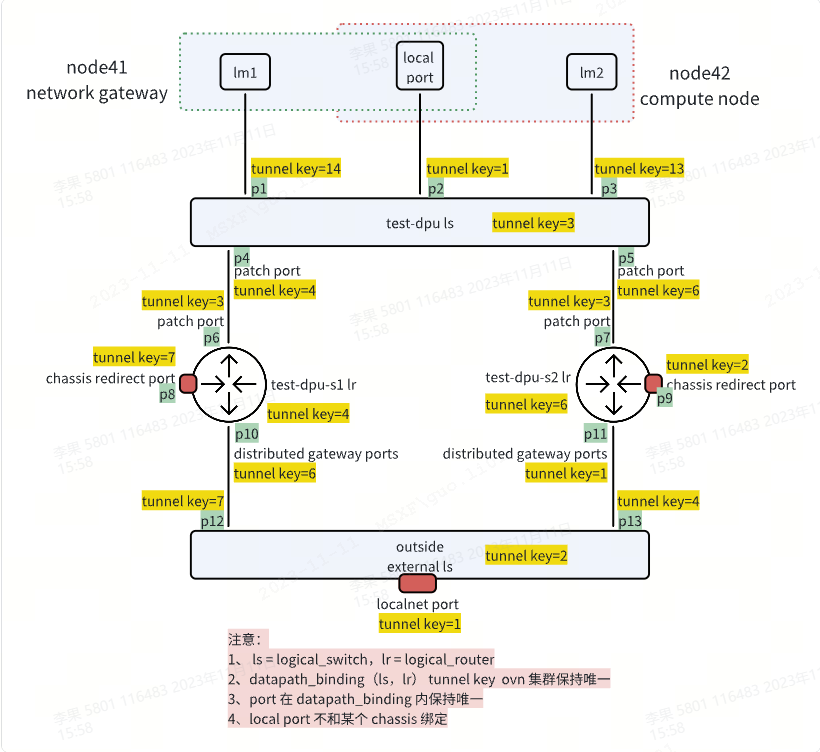 node41
network gateway
lm1
local
port
lm2
node42
compute node
tunnel key=14
p1
tunnel key=1
p2
tunnel key=13
p3
test-dpu ls
tunnel key=3
p4
patch port
tunnel key=4
p5
patch port
tunnel key=6
tunnel key=3
patch port
p6
tunnel key=3
patch port
p7
tunnel key=7
chassis redirect port
p8
test-dpu-s1 lr
tunnel key=4
test-dpu-s2 lr
tunnel key=6
tunnel key=2
chassis redirect port
p9
p10
distributed gateway ports
tunnel key=6
p11
distributed gateway ports
tunnel key=1
tunnel key=7
p12
tunnel key=4
p13
outside
external ls
tunnel key=2
localnet port
tunnel key=1
注意：
1、 ls = logical_switch，lr = logical_router
2、datapath_binding（ls，lr） tunnel key ovn 集群保持唯一
3、port 在 datapath_binding 内保持唯一
4、local port 不和某个 chassis 绑定
李果 5801 116483 2023年11月11日
15:58